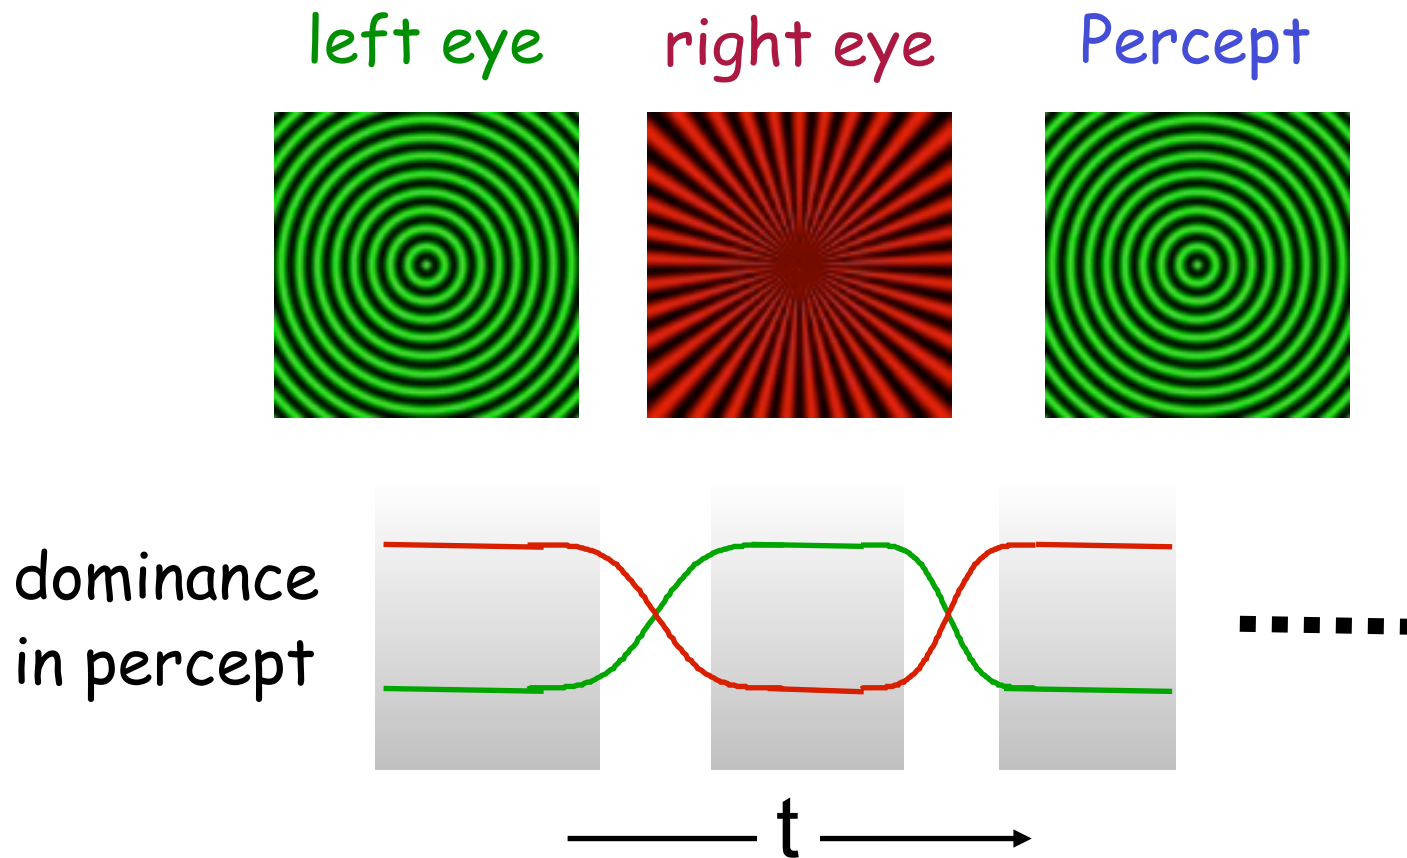 left eye
right eye
Percept
dominance
in percept
t